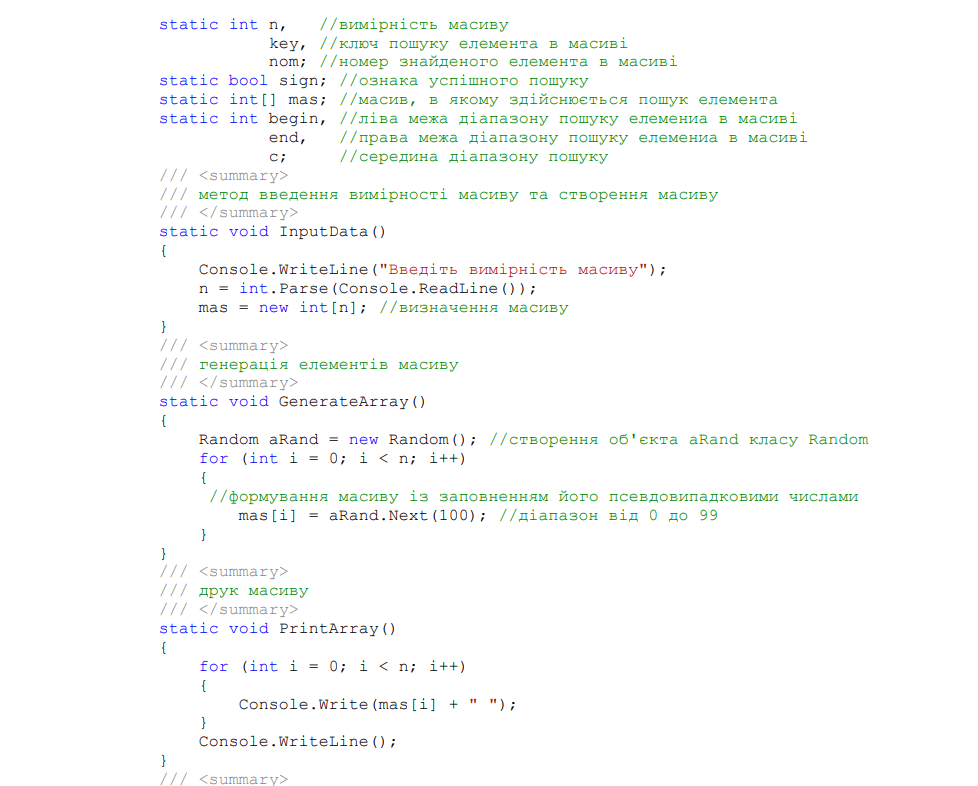 static int n,   //вимірність масиву
           key, //ключ пошуку елемента в масиві
           nom; //номер знайденого елемента в масиві
static bool sign; //ознака успішного пошуку
static int[] mas; //масив, в якому здійснюється пошук елемента
static int begin, //ліва межа діапазону пошуку елемениа в масиві
           end,   //права межа діапазону пошуку елемениа в масиві
           c;     //середина діапазону пошуку
/// <summary>
/// метод введення вимірності масиву та створення масиву
/// </summary>
static void InputData()
{
    Console.WriteLine("Введіть вимірність масиву");
    n = int.Parse(Console.ReadLine());
    mas = new int[n]; //визначення масиву
}
/// <summary>
/// генерація елементів масиву
/// </summary>
static void GenerateArray()
{
    Random aRand = new Random(); //створення об'єкта aRand класу Random
    for (int i = 0; i < n; i++)
    {
     //формування масиву із заповненням його псевдовипадковими числами
        mas[i] = aRand.Next(100); //діапазон від 0 до 99
    }
}
/// <summary>
/// друк масиву
/// </summary>
static void PrintArray()
{
    for (int i = 0; i < n; i++)
    {
        Console.Write(mas[i] + " ");
    }
    Console.WriteLine();
}
/// <summary>